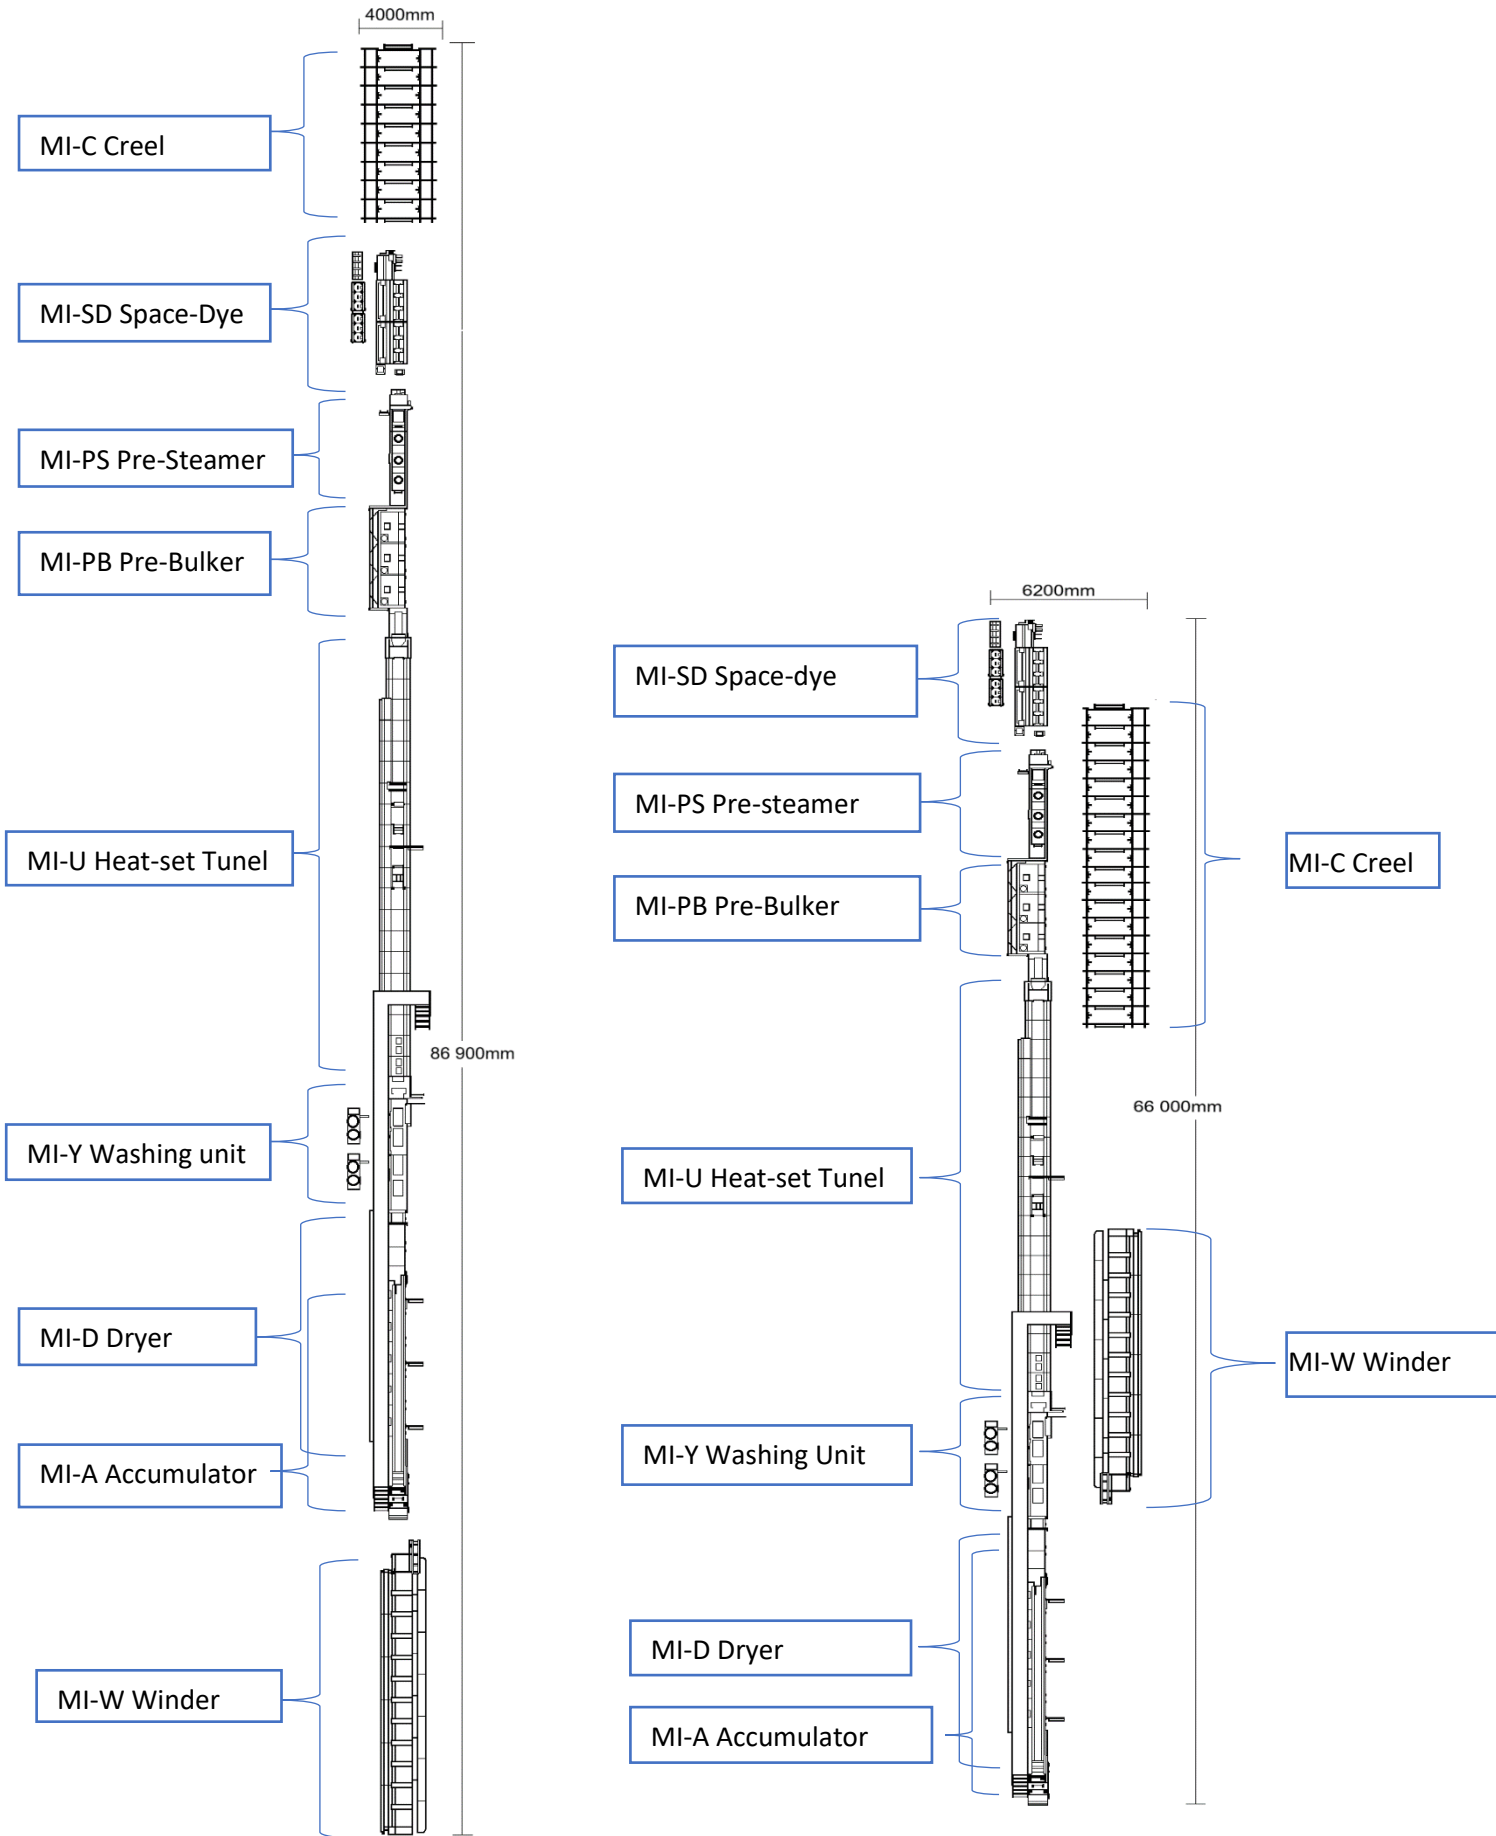 4000mm
MI-C Creel
MI-SD Space-Dye
MI-PS Pre-Steamer
MI-PB Pre-Bulker
MI-U Heat-set Tunel
86 900mm
MI-Y Washing unit
MI-D Dryer
MI-A Accumulator
MI-W Winder
6200mm
MI-SD Space-dye
MI-PS Pre-steamer
MI-C Creel
MI-PB Pre-Bulker
66 000mm
MI-U Heat-set Tunel
MI-W Winder
MI-Y Washing Unit
MI-D Dryer
MI-A Accumulator